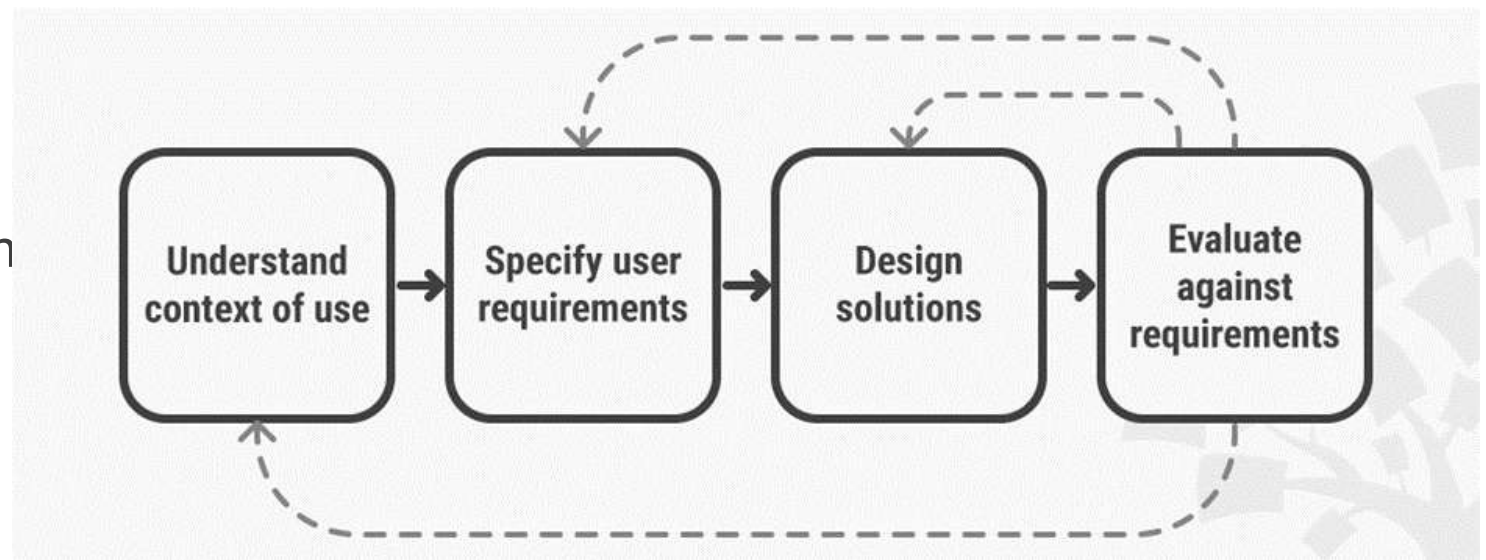 Understand
context of use
Specify user
requirements
Design
solutions
Evaluate
against
requirements